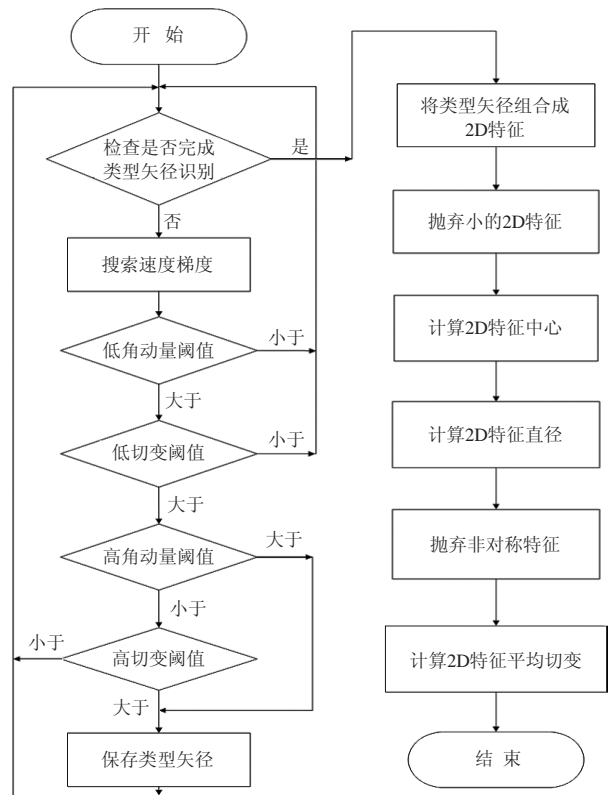 开 始
检查是否完成
类型矢径识别
是
否
搜索速度梯度
低角动量阈值
小于
大于
低切变阈值
小于
大于
高角动量阈值
大于
小于
高切变阈值
小于
大于
保存类型矢径
将类型矢径组合成
2D特征
抛弃小的2D特征
计算2D特征中心
计算2D特征直径
抛弃非对称特征
计算2D特征平均切变
结 束